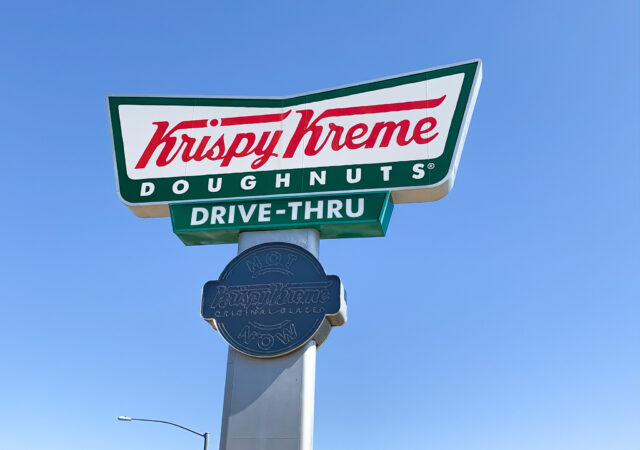 Krispy Kreme
DOUGHNUTS®
DRIVE-THRU
HOT
Krispy Kreme
ORIGINAL GLAZED
NOW